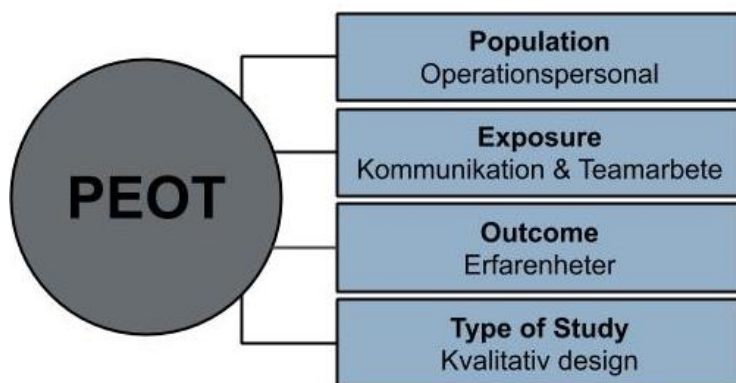 PEOT
Population
Operationspersonal
Exposure
Kommunikation & Teamarbete
Outcome
Erfarenheter
Type of Study
Kvalitativ design